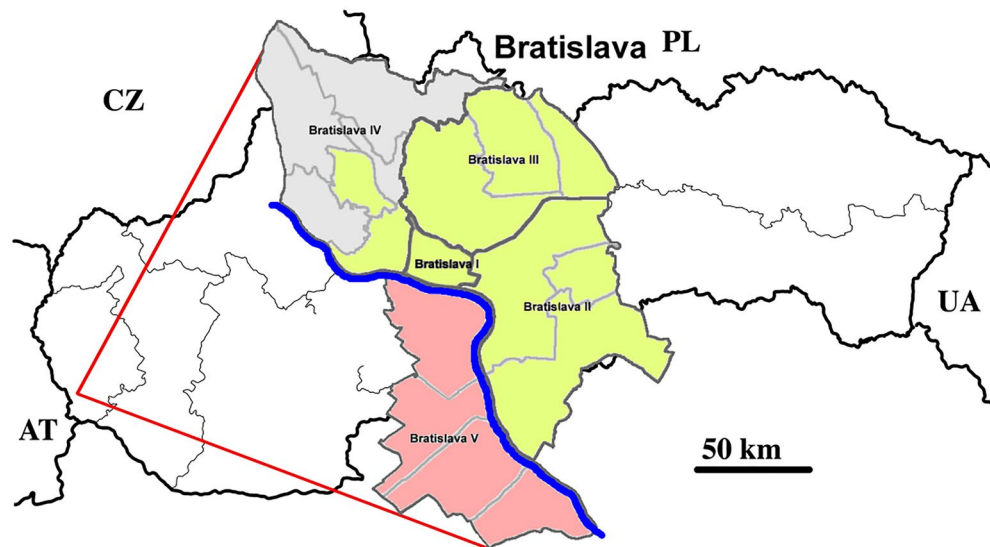 Bratislava
PL
CZ
Bratislava IV
Bratislava III
Bratislava I
Bratislava II
UA
AT
Bratislava V
50 km